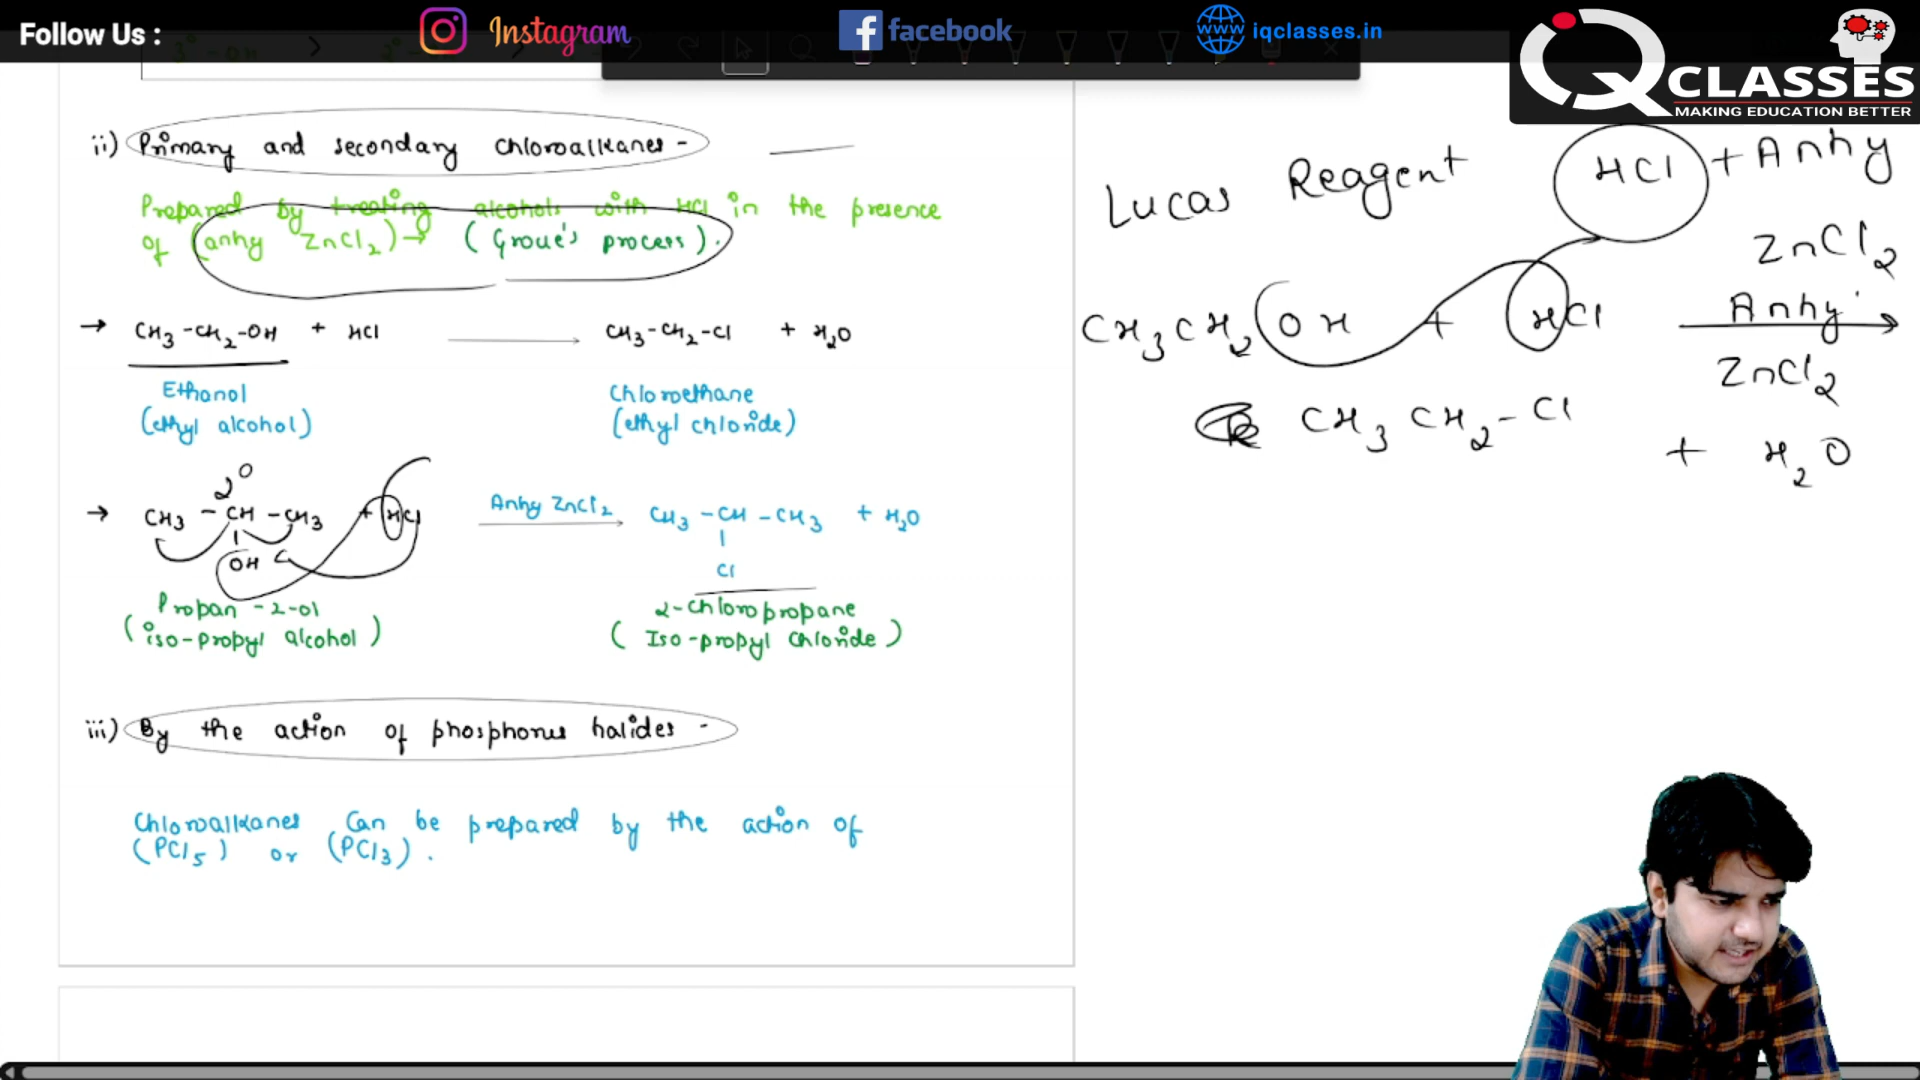 Follow Us :
Instagram
facebook
iqclasses.in
IQ CLASSES
MAKING EDUCATION BETTER
ii) Primary and secondary chloroalkanes -
Prepared by treating alcohols with HCl in the presence
of (anhy ZnCl2) → (Grove's process).
→ CH3-CH2-OH + HCl → CH3-CH2-Cl + H2O
Ethanol Chloroethane
(ethyl alcohol) (ethyl chloride)
2°
Anhy ZnCl2
→ CH3 - CH - CH3 + HCl → CH3 - CH - CH3 + H2O
OH Cl
Propan-2-ol 2-chloropropane
(iso-propyl alcohol) (Iso-propyl chloride)
iii) By the action of phosphorus halides -
Chloroalkanes can be prepared by the action of
(PCl5) or (PCl3).
Lucas Reagent HCl + Anhy
ZnCl2
CH3CH2OH + HCl Anhy →
ZnCl2
CH3CH2-Cl
+ H2O